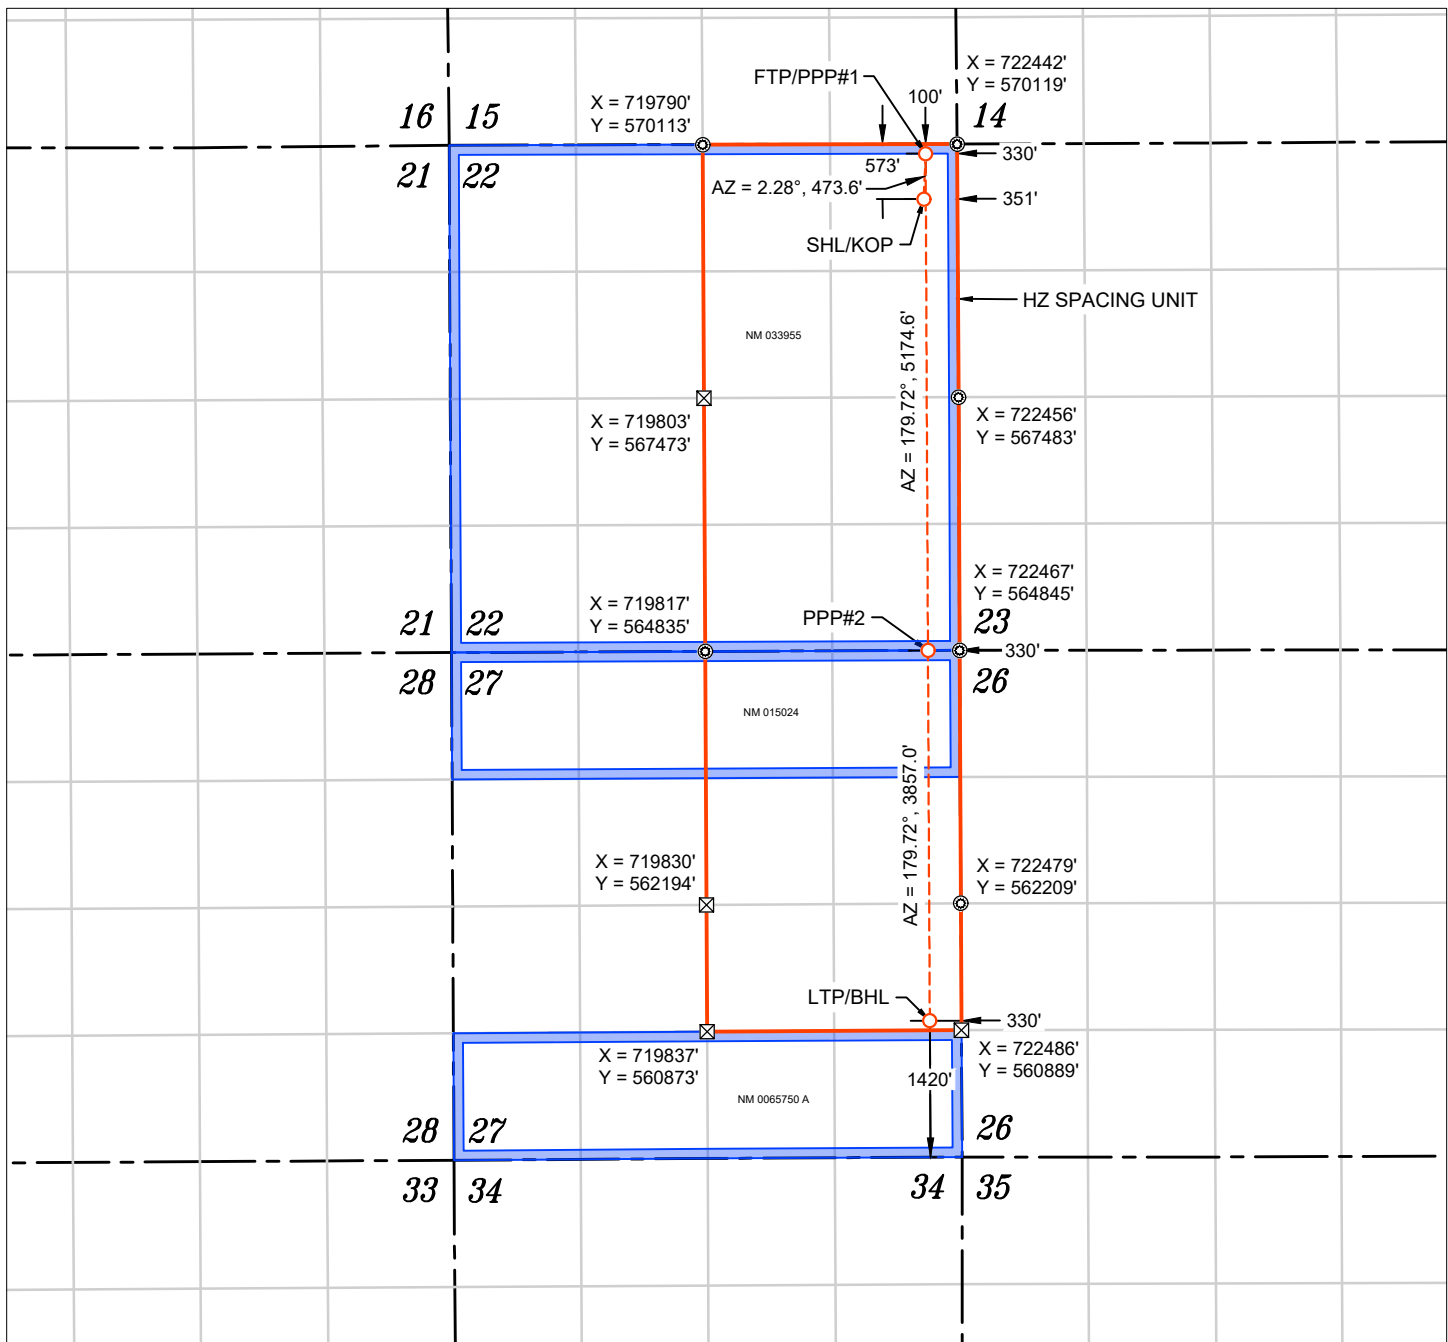 X = 722442'
Y = 570119'
FTP/PPP#1
100'
X = 719790'
Y = 570113'
16 15
14
330'
573'
21 22
AZ = 2.28°, 473.6'
351'
SHL/KOP
HZ SPACING UNIT
NM 033955
AZ = 179.72°, 5174.6'
X = 719803'
Y = 567473'
X = 722456'
Y = 567483'
X = 722467'
Y = 564845'
X = 719817'
Y = 564835'
PPP#2
21 22
23
330'
28 27
26
NM 015024
AZ = 179.72°, 3857.0'
X = 719830'
Y = 562194'
X = 722479'
Y = 562209'
LTP/BHL
330'
X = 719837'
Y = 560873'
X = 722486'
Y = 560889'
1420'
NM 0065750 A
28 27
26
33 34
34 35